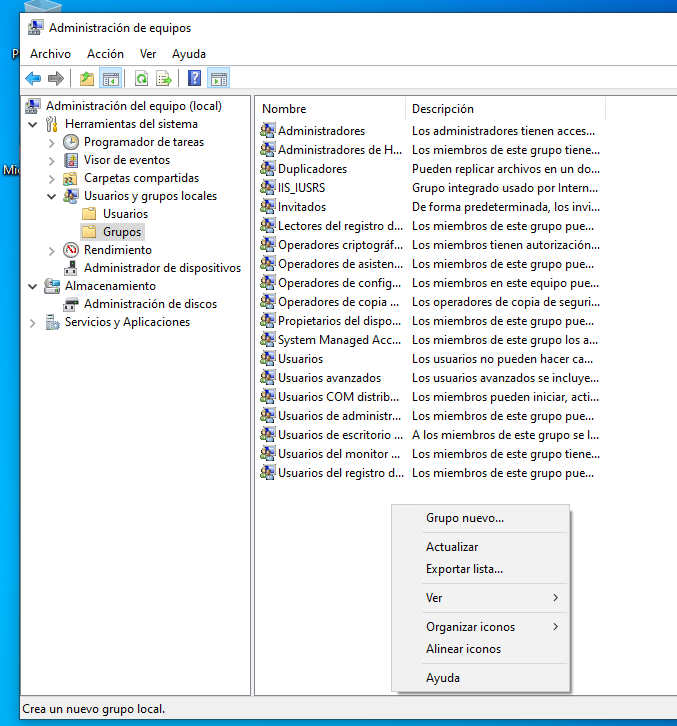 Administración de equipos
Archivo Acción Ver Ayuda
Administración del equipo (local)
Herramientas del sistema
Programador de tareas
Visor de eventos
Carpetas compartidas
Usuarios y grupos locales
Usuarios
Grupos
Rendimiento
Administrador de dispositivos
Almacenamiento
Administración de discos
Servicios y Aplicaciones
Nombre Descripción
Administradores Los administradores tienen acces...
Administradores de H... Los miembros de este grupo tiene...
Duplicadores Pueden replicar archivos en un do...
IIS_IUSRS Grupo integrado usado por Intern...
Invitados De forma predeterminada, los invi...
Lectores del registro d... Los miembros de este grupo pue...
Operadores criptográf... Los miembros tienen autorización...
Operadores de asisten... Los miembros de este grupo pue...
Operadores de config... Los miembros en este equipo pue...
Operadores de copia ... Los operadores de copia de seguri...
Propietarios del dispo... Los miembros de este grupo pue...
System Managed Acc... Los miembros de este grupo los a...
Usuarios Los usuarios no pueden hacer ca...
Usuarios avanzados Los usuarios avanzados se incluye...
Usuarios COM distrib... Los miembros pueden iniciar, acti...
Usuarios de administr... Los miembros de este grupo pue...
Usuarios de escritorio ... A los miembros de este grupo se l...
Usuarios del monitor ... Los miembros de este grupo tiene...
Usuarios del registro d... Los miembros de este grupo pue...
Grupo nuevo...
Actualizar
Exportar lista...
Ver
Organizar iconos
Alinear iconos
Ayuda
Crea un nuevo grupo local.